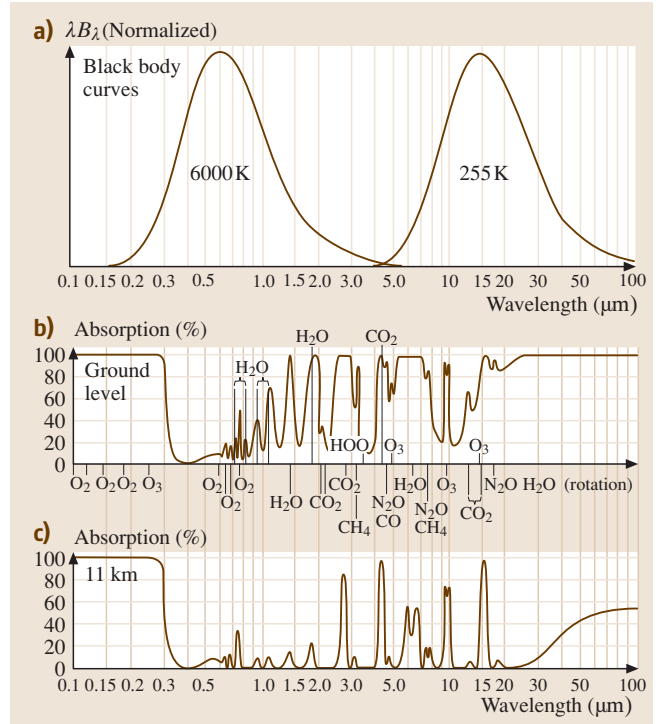 a) λBλ (Normalized)
Black body
curves
6000 K
255 K
0.1 0.15 0.2 0.3 0.5 1.0 1.5 2.0 3.0 5.0 10 15 20 30 50 100
Wavelength (μm)
b) Absorption (%)
H₂O
CO₂
100
80
60
40
20
0
Ground
level
H₂O
HOO
O₃
O₃
O₂ O₂ O₂ O₃ O₂ O₂ CO₂ H₂O O₃ N₂O H₂O (rotation)
O₂ H₂O CO₂ N₂O N₂O CO₂
CO CH₄
CH₄
c) Absorption (%)
100
80
60
40
20
0
11 km
0.1 0.15 0.2 0.3 0.5 1.0 1.5 2.0 3.0 5.0 10 15 20 30 50 100
Wavelength (μm)